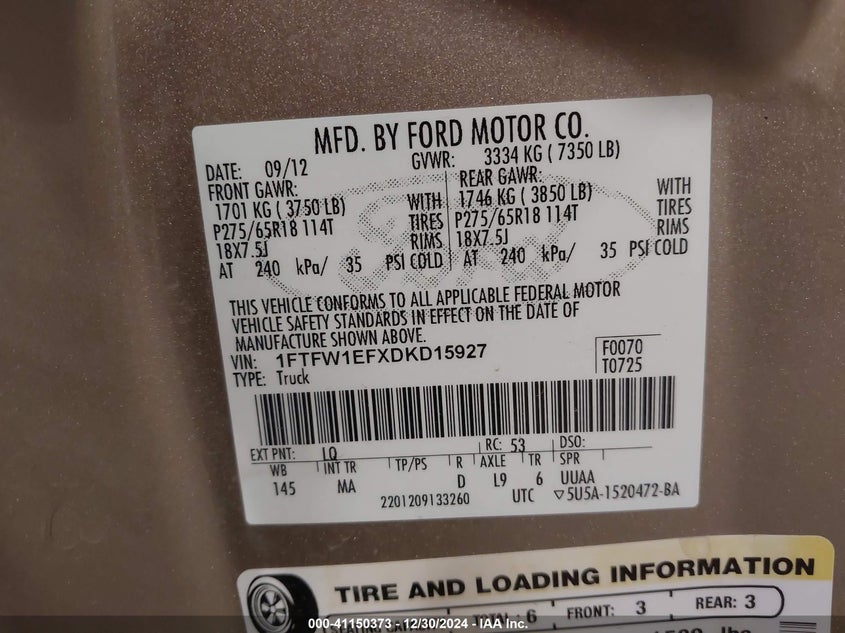 MFD. BY FORD MOTOR CO.
DATE: 09/12 GVWR: 3334 KG ( 7350 LB)
FRONT GAWR: REAR GAWR:
1701 KG ( 3750 LB) WITH 1746 KG ( 3850 LB) WITH
P275/65R18 114T TIRES P275/65R18 114T TIRES
18X7.5J RIMS 18X7.5J RIMS
AT 240 kPa/ 35 PSI COLD AT 240 kPa/ 35 PSI COLD
THIS VEHICLE CONFORMS TO ALL APPLICABLE FEDERAL MOTOR
VEHICLE SAFETY STANDARDS IN EFFECT ON THE DATE OF
MANUFACTURE SHOWN ABOVE.
VIN: 1FTFW1EFXDKD15927 F0070
TYPE: Truck T0725
EXT PNT: LQ RC: 53 DSO:
WB INT TR TP/PS R AXLE TR SPR
145 MA D L9 6 UUAA
2201209133260 UTC ▽5U5A-1520472-BA
TIRE AND LOADING INFORMATION
SEATING CAPACITY TOTAL: 6 FRONT: 3 REAR: 3
lbs
000-41150373 - 12/30/2024 - IAA Inc.